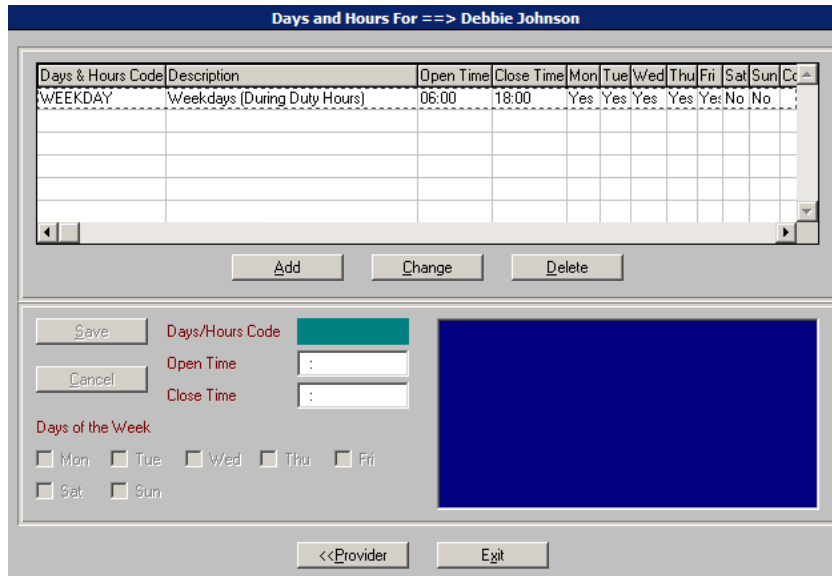 Days and Hours For ==> Debbie Johnson
Days & Hours Code Description Open Time Close Time Mon Tue Wed Thu Fri Sat Sun Cc
WEEKDAY Weekdays (During Duty Hours) 06:00 18:00 Yes Yes Yes Yes Yes No No
Add Change Delete
Save Days/Hours Code
Open Time :
Cancel
Close Time :
Days of the Week
Mon Tue Wed Thu Fri
Sat Sun
<<Provider Exit